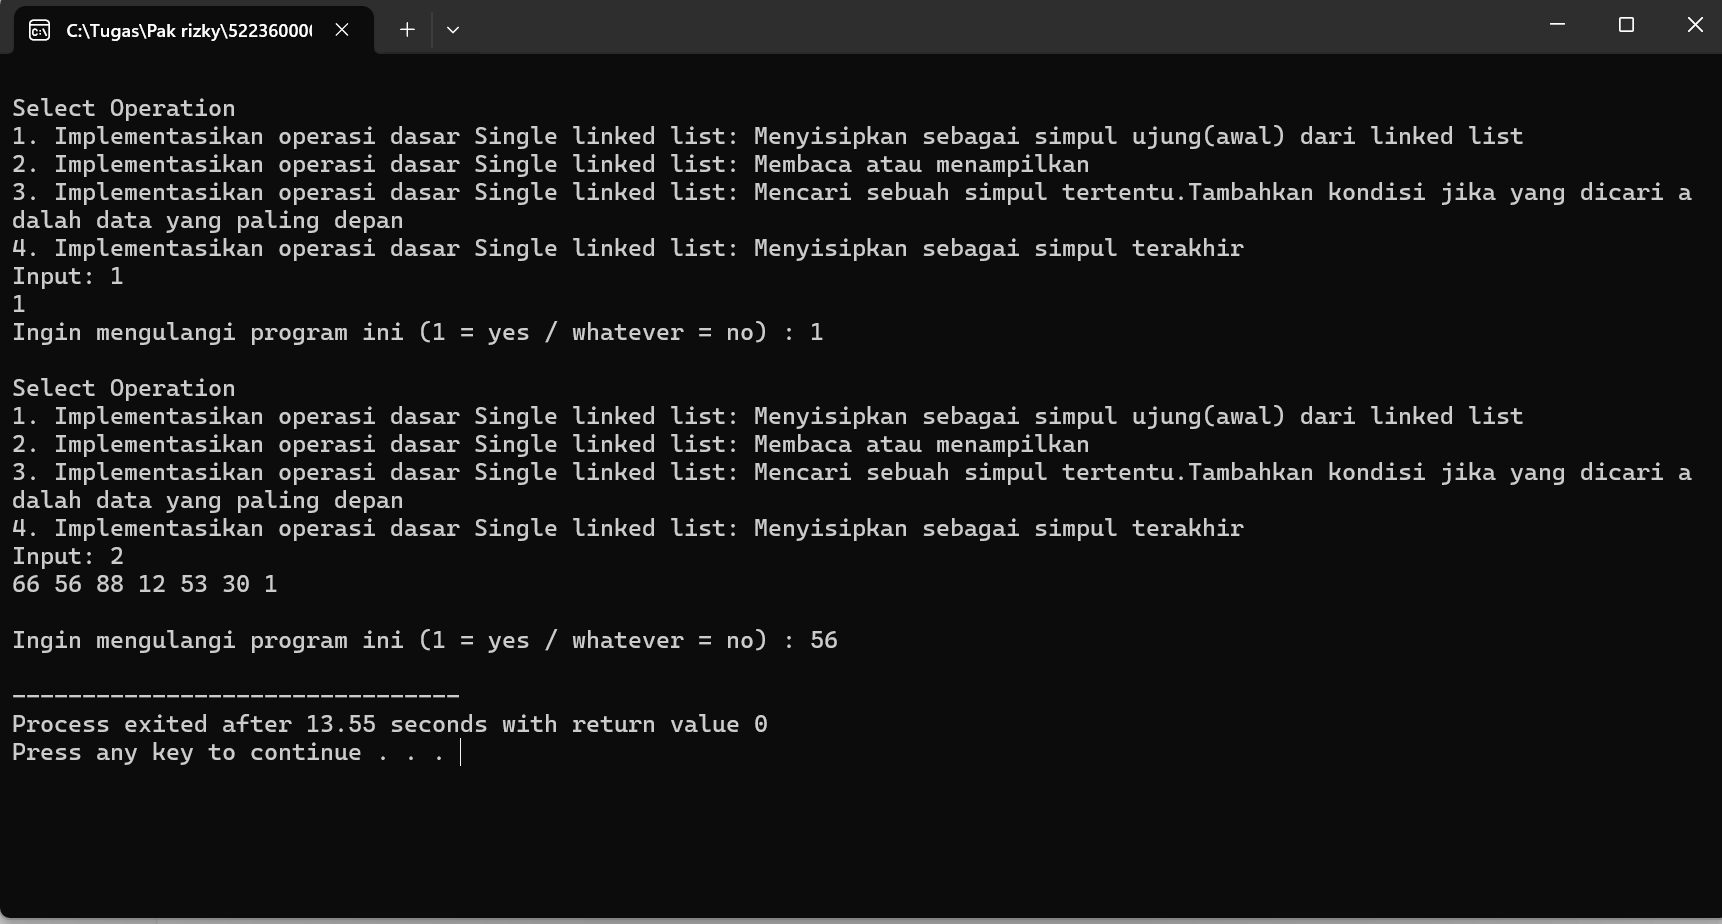 C:\Tugas\Pak rizky\522360000
Select Operation
1. Implementasikan operasi dasar Single linked list: Menyisipkan sebagai simpul ujung(awal) dari linked list
2. Implementasikan operasi dasar Single linked list: Membaca atau menampilkan
3. Implementasikan operasi dasar Single linked list: Mencari sebuah simpul tertentu.Tambahkan kondisi jika yang dicari a
dalah data yang paling depan
4. Implementasikan operasi dasar Single linked list: Menyisipkan sebagai simpul terakhir
Input: 1
1
Ingin mengulangi program ini (1 = yes / whatever = no) : 1
Select Operation
1. Implementasikan operasi dasar Single linked list: Menyisipkan sebagai simpul ujung(awal) dari linked list
2. Implementasikan operasi dasar Single linked list: Membaca atau menampilkan
3. Implementasikan operasi dasar Single linked list: Mencari sebuah simpul tertentu.Tambahkan kondisi jika yang dicari a
dalah data yang paling depan
4. Implementasikan operasi dasar Single linked list: Menyisipkan sebagai simpul terakhir
Input: 2
66 56 88 12 53 30 1
Ingin mengulangi program ini (1 = yes / whatever = no) : 56
--------------------------------
Process exited after 13.55 seconds with return value 0
Press any key to continue . . .